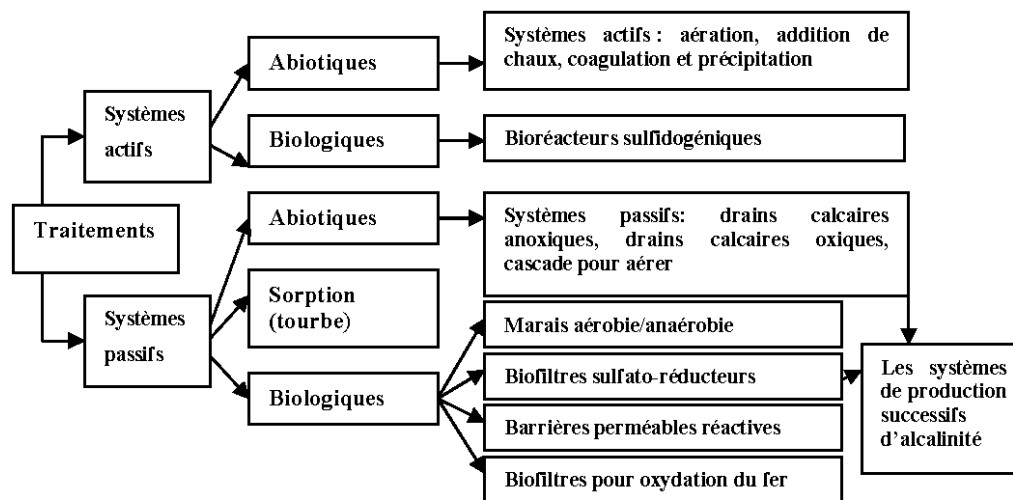 Systèmes actifs : aération, addition de
chaux, coagulation et précipitation
Abiotiques
Systèmes
actifs
Biologiques
Bioréacteurs sulfidogéniques
Traitements
Abiotiques
Systèmes passifs: drains calcaires
anoxiques, drains calcaires oxiques,
cascade pour aérer
Sorption
(tourbe)
Systèmes
passifs
Biologiques
Marais aérobie/anaérobie
Biofiltres sulfato-réducteurs
Barrières perméables réactives
Biofiltres pour oxydation du fer
Les systèmes
de production
successifs
d'alcalinité